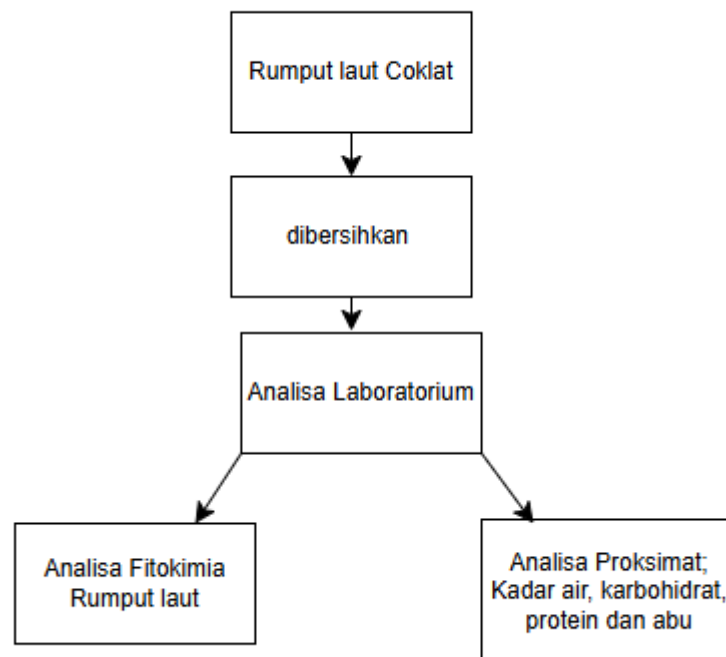 Rumput laut Coklat
dibersihkan
Analisa Laboratorium
Analisa Fitokimia
Rumput laut
Analisa Proksimat;
Kadar air, karbohidrat,
protein dan abu